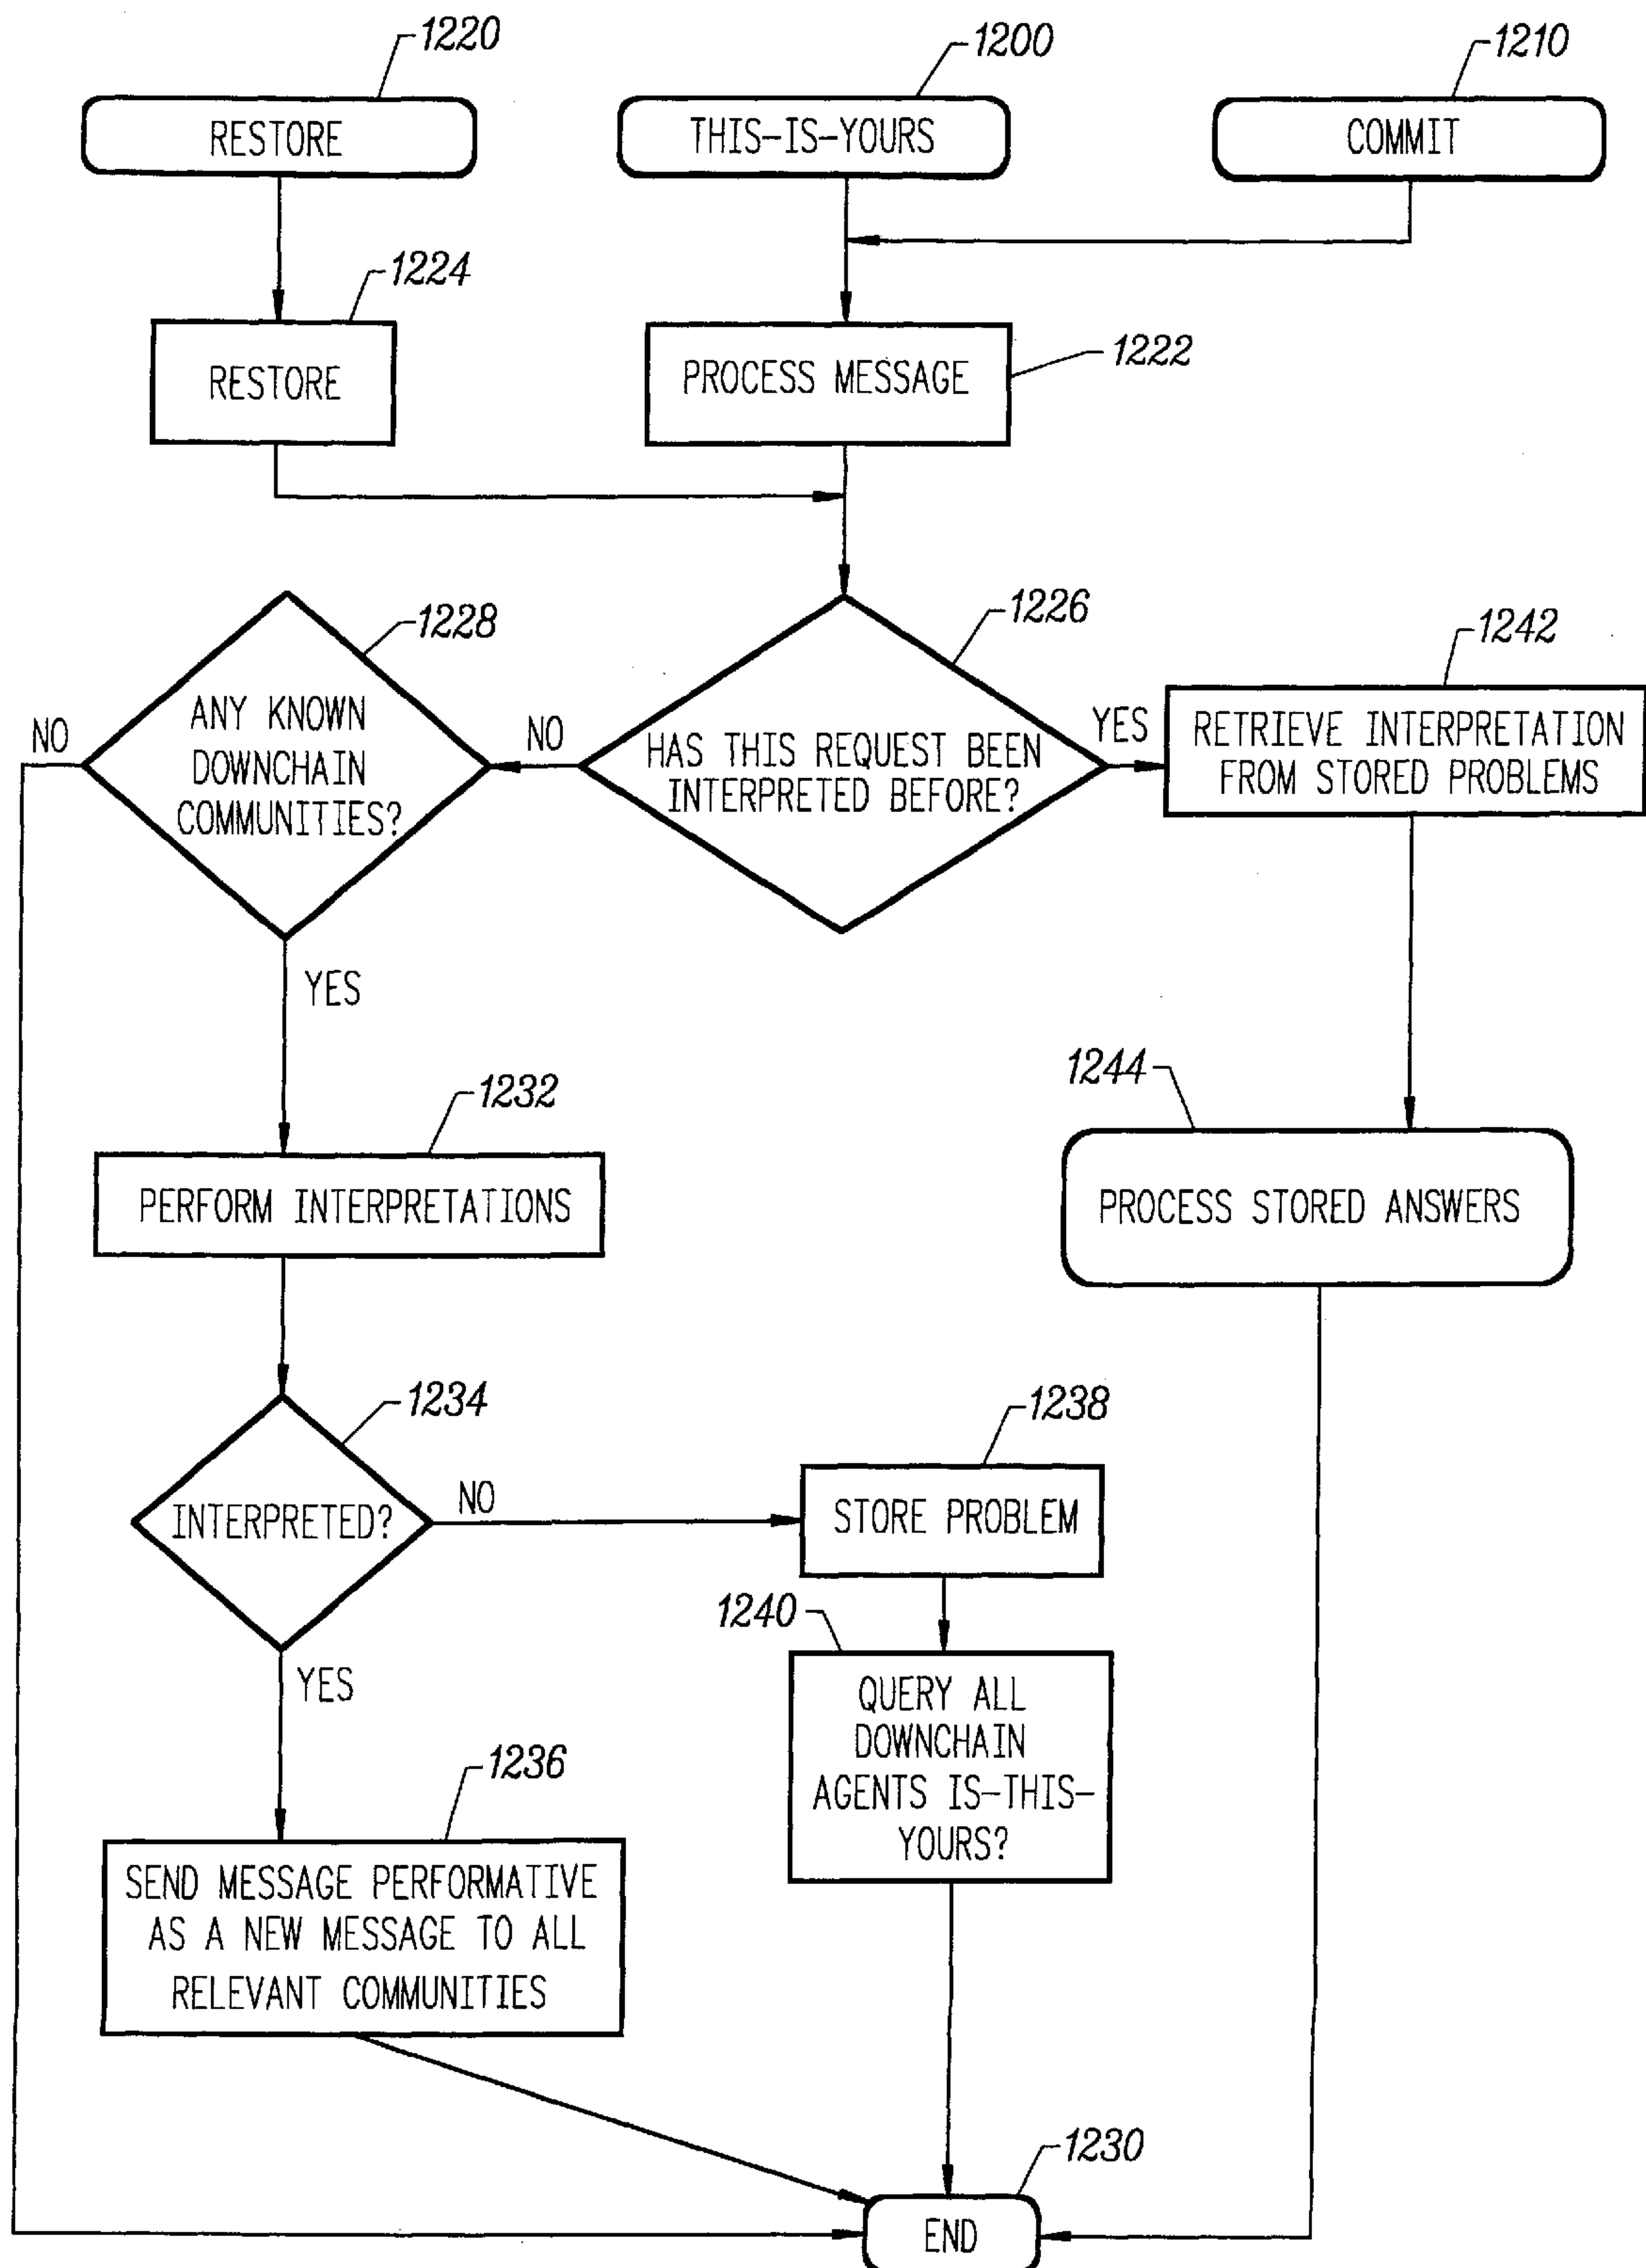 1220
1200
1210
RESTORE
THIS-IS-YOURS
COMMIT
1224
1222
RESTORE
PROCESS MESSAGE
1228
1226
1242
NO
ANY KNOWN
DOWNCHAIN
COMMUNITIES?
NO
HAS THIS REQUEST BEEN
INTERPRETED BEFORE?
YES
RETRIEVE INTERPRETATION
FROM STORED PROBLEMS
YES
1232
1244
PERFORM INTERPRETATIONS
PROCESS STORED ANSWERS
1234
1238
INTERPRETED?
NO
STORE PROBLEM
YES
1240
QUERY ALL
DOWNCHAIN
AGENTS IS-THIS-
YOURS?
1236
SEND MESSAGE PERFORMATIVE
AS A NEW MESSAGE TO ALL
RELEVANT COMMUNITIES
1230
END